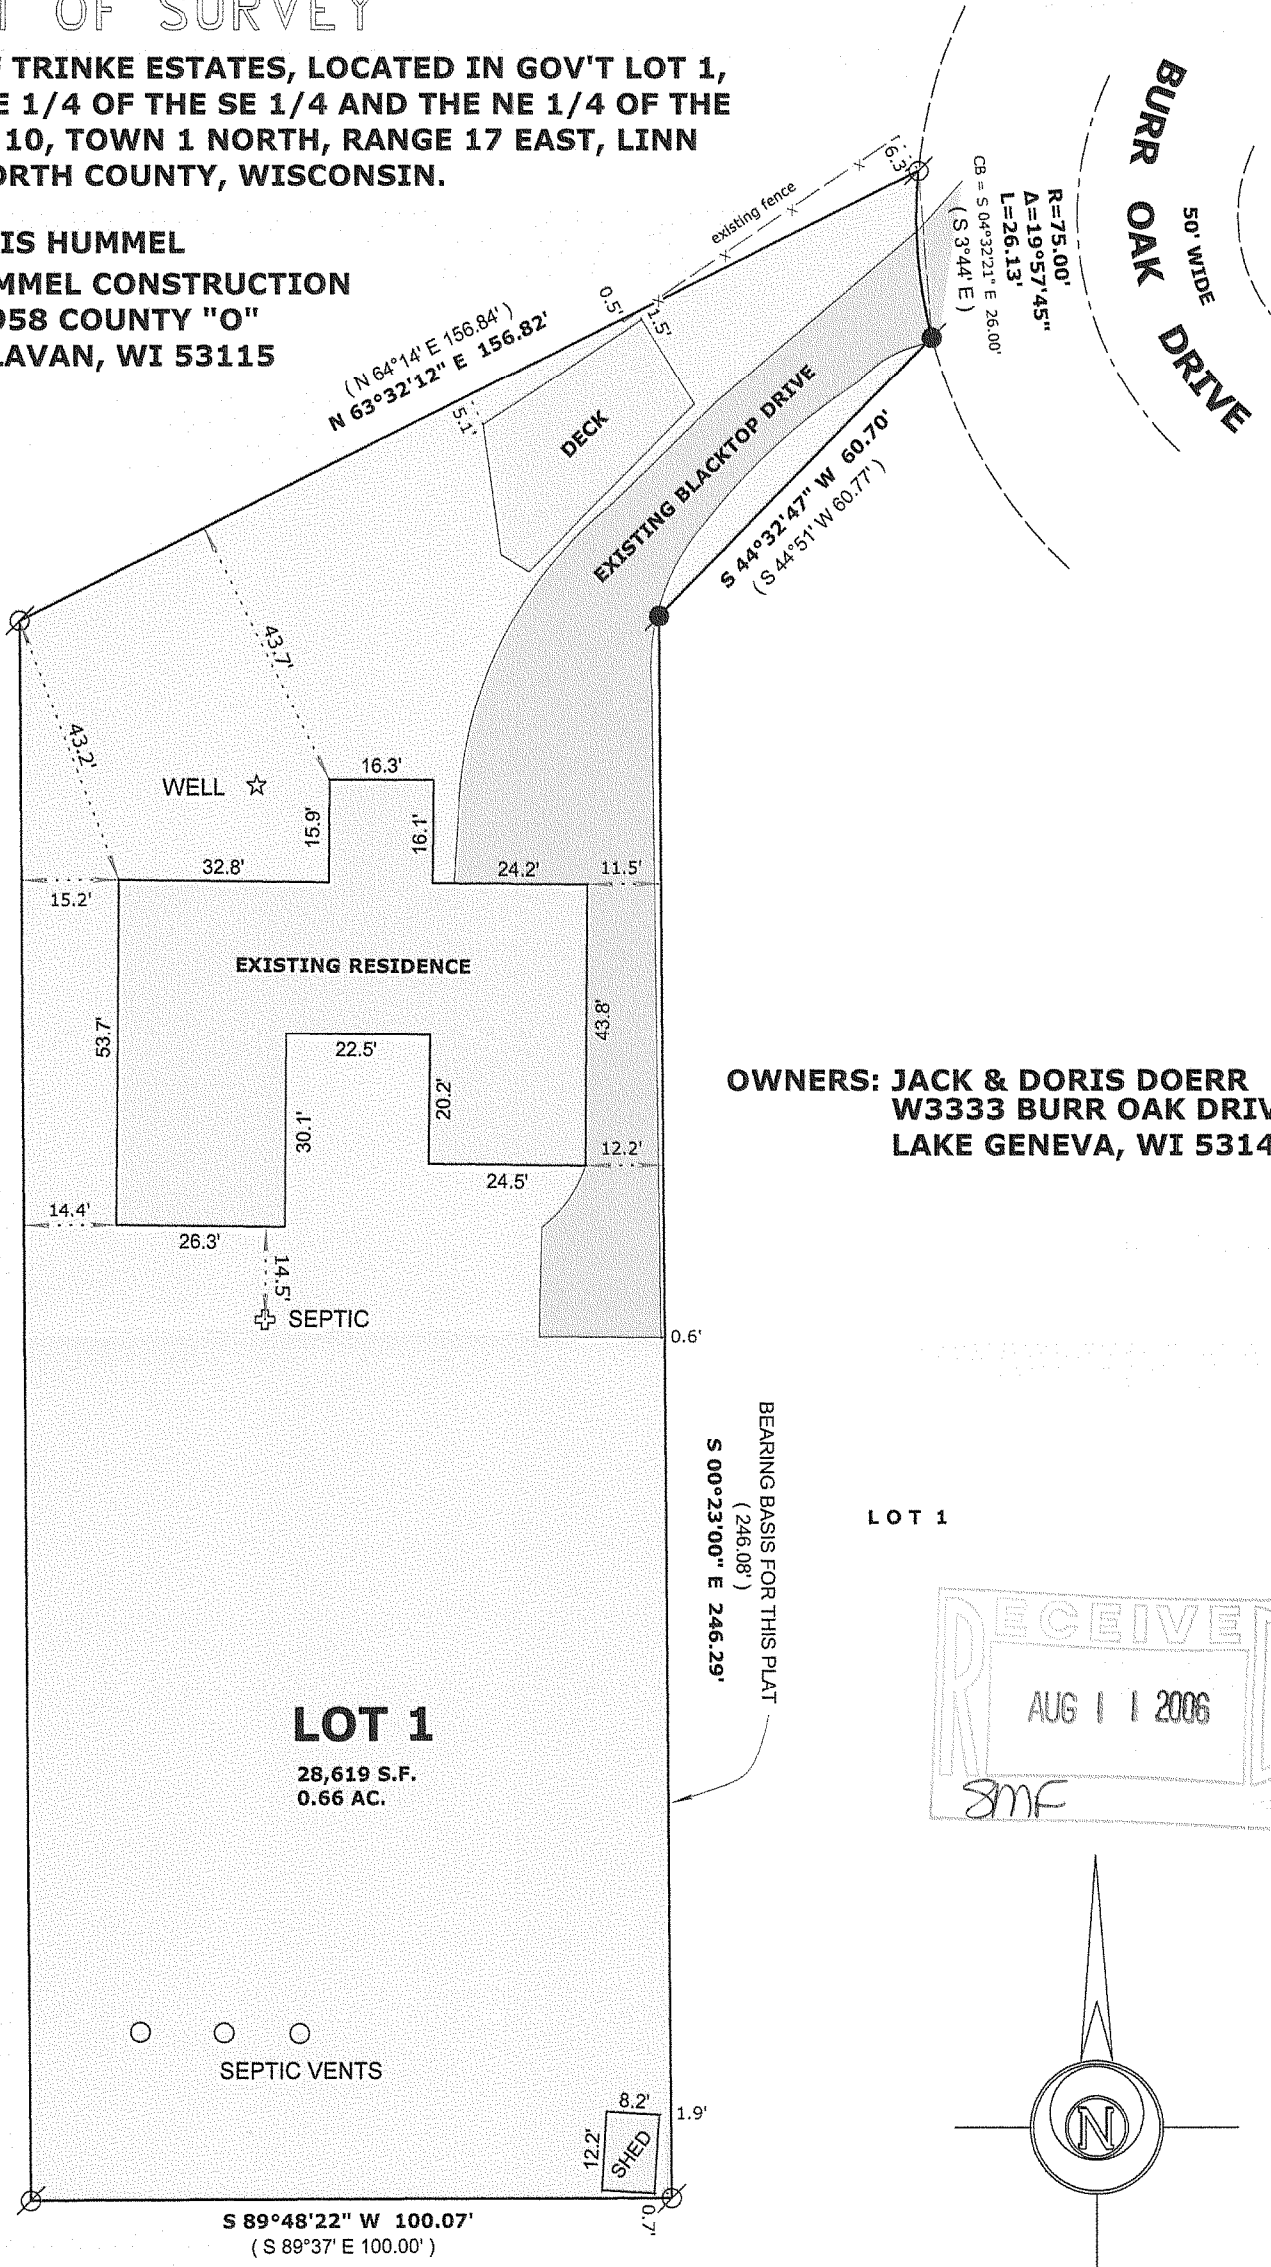 OF SURVEY
TRINKE ESTATES, LOCATED IN GOV'T LOT 1,
E 1/4 OF THE SE 1/4 AND THE NE 1/4 OF THE
10, TOWN 1 NORTH, RANGE 17 EAST, LINN
ORTH COUNTY, WISCONSIN.
IS HUMMEL
MMEL CONSTRUCTION
958 COUNTY "O"
LAVAN, WI 53115
BURR OAK DRIVE
50' WIDE
R=75.00'
Δ=19°57'45"
L=26.13'
CB = S 04°32'21" E 26.00'
( S 3°44' E )
6.3'
existing fence
0.5'
1.5'
( N 64°14' E 156.84' )
N 63°32'12" E 156.82'
5.1'
DECK
EXISTING BLACKTOP DRIVE
S 44°32'47" W 60.70'
( S 44°51' W 60.77' )
43.7'
43.2'
WELL
16.3'
15.9'
16.1'
32.8'
24.2'
11.5'
15.2'
EXISTING RESIDENCE
53.7'
43.8'
22.5'
20.2'
30.1'
12.2'
24.5'
14.4'
26.3'
14.5'
SEPTIC
0.6'
OWNERS: JACK & DORIS DOERR
W3333 BURR OAK DRIV
LAKE GENEVA, WI 5314
BEARING BASIS FOR THIS PLAT
( 246.08' )
S 00°23'00" E 246.29'
LOT 1
RECEIVED
AUG 11 2006
SMF
LOT 1
28,619 S.F.
0.66 AC.
SEPTIC VENTS
8.2'
1.9'
12.2'
SHED
0.7'
N
S 89°48'22" W 100.07'
( S 89°37' E 100.00' )